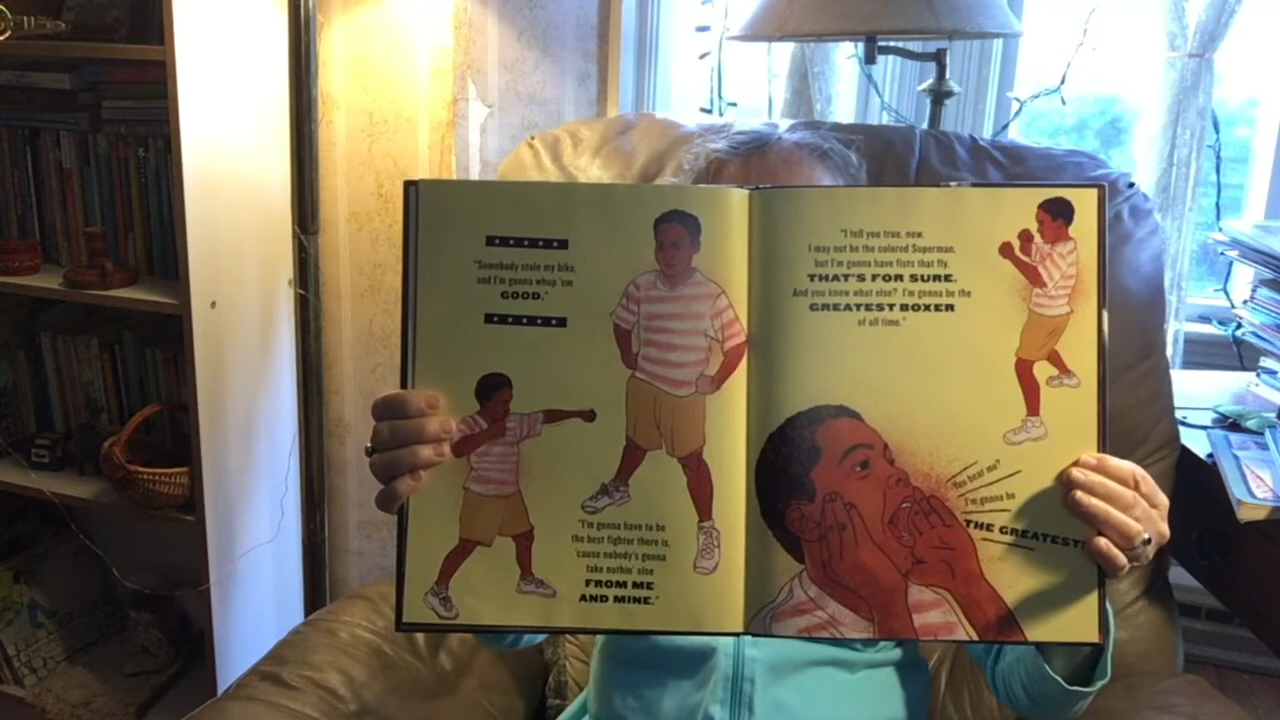 "Somebody stole my bike,
and I'm gonna whup 'em
GOOD."
"I'm gonna have to be
the best fighter there is,
'cause nobody's gonna
take nothin' else
FROM ME
AND MINE."
"I tell you true, now.
I may not be the colored Superman,
but I'm gonna have fists that fly.
THAT'S FOR SURE.
And you know what else? I'm gonna be the
GREATEST BOXER
of all time."
You hear me?
I'm gonna be
THE GREATEST!